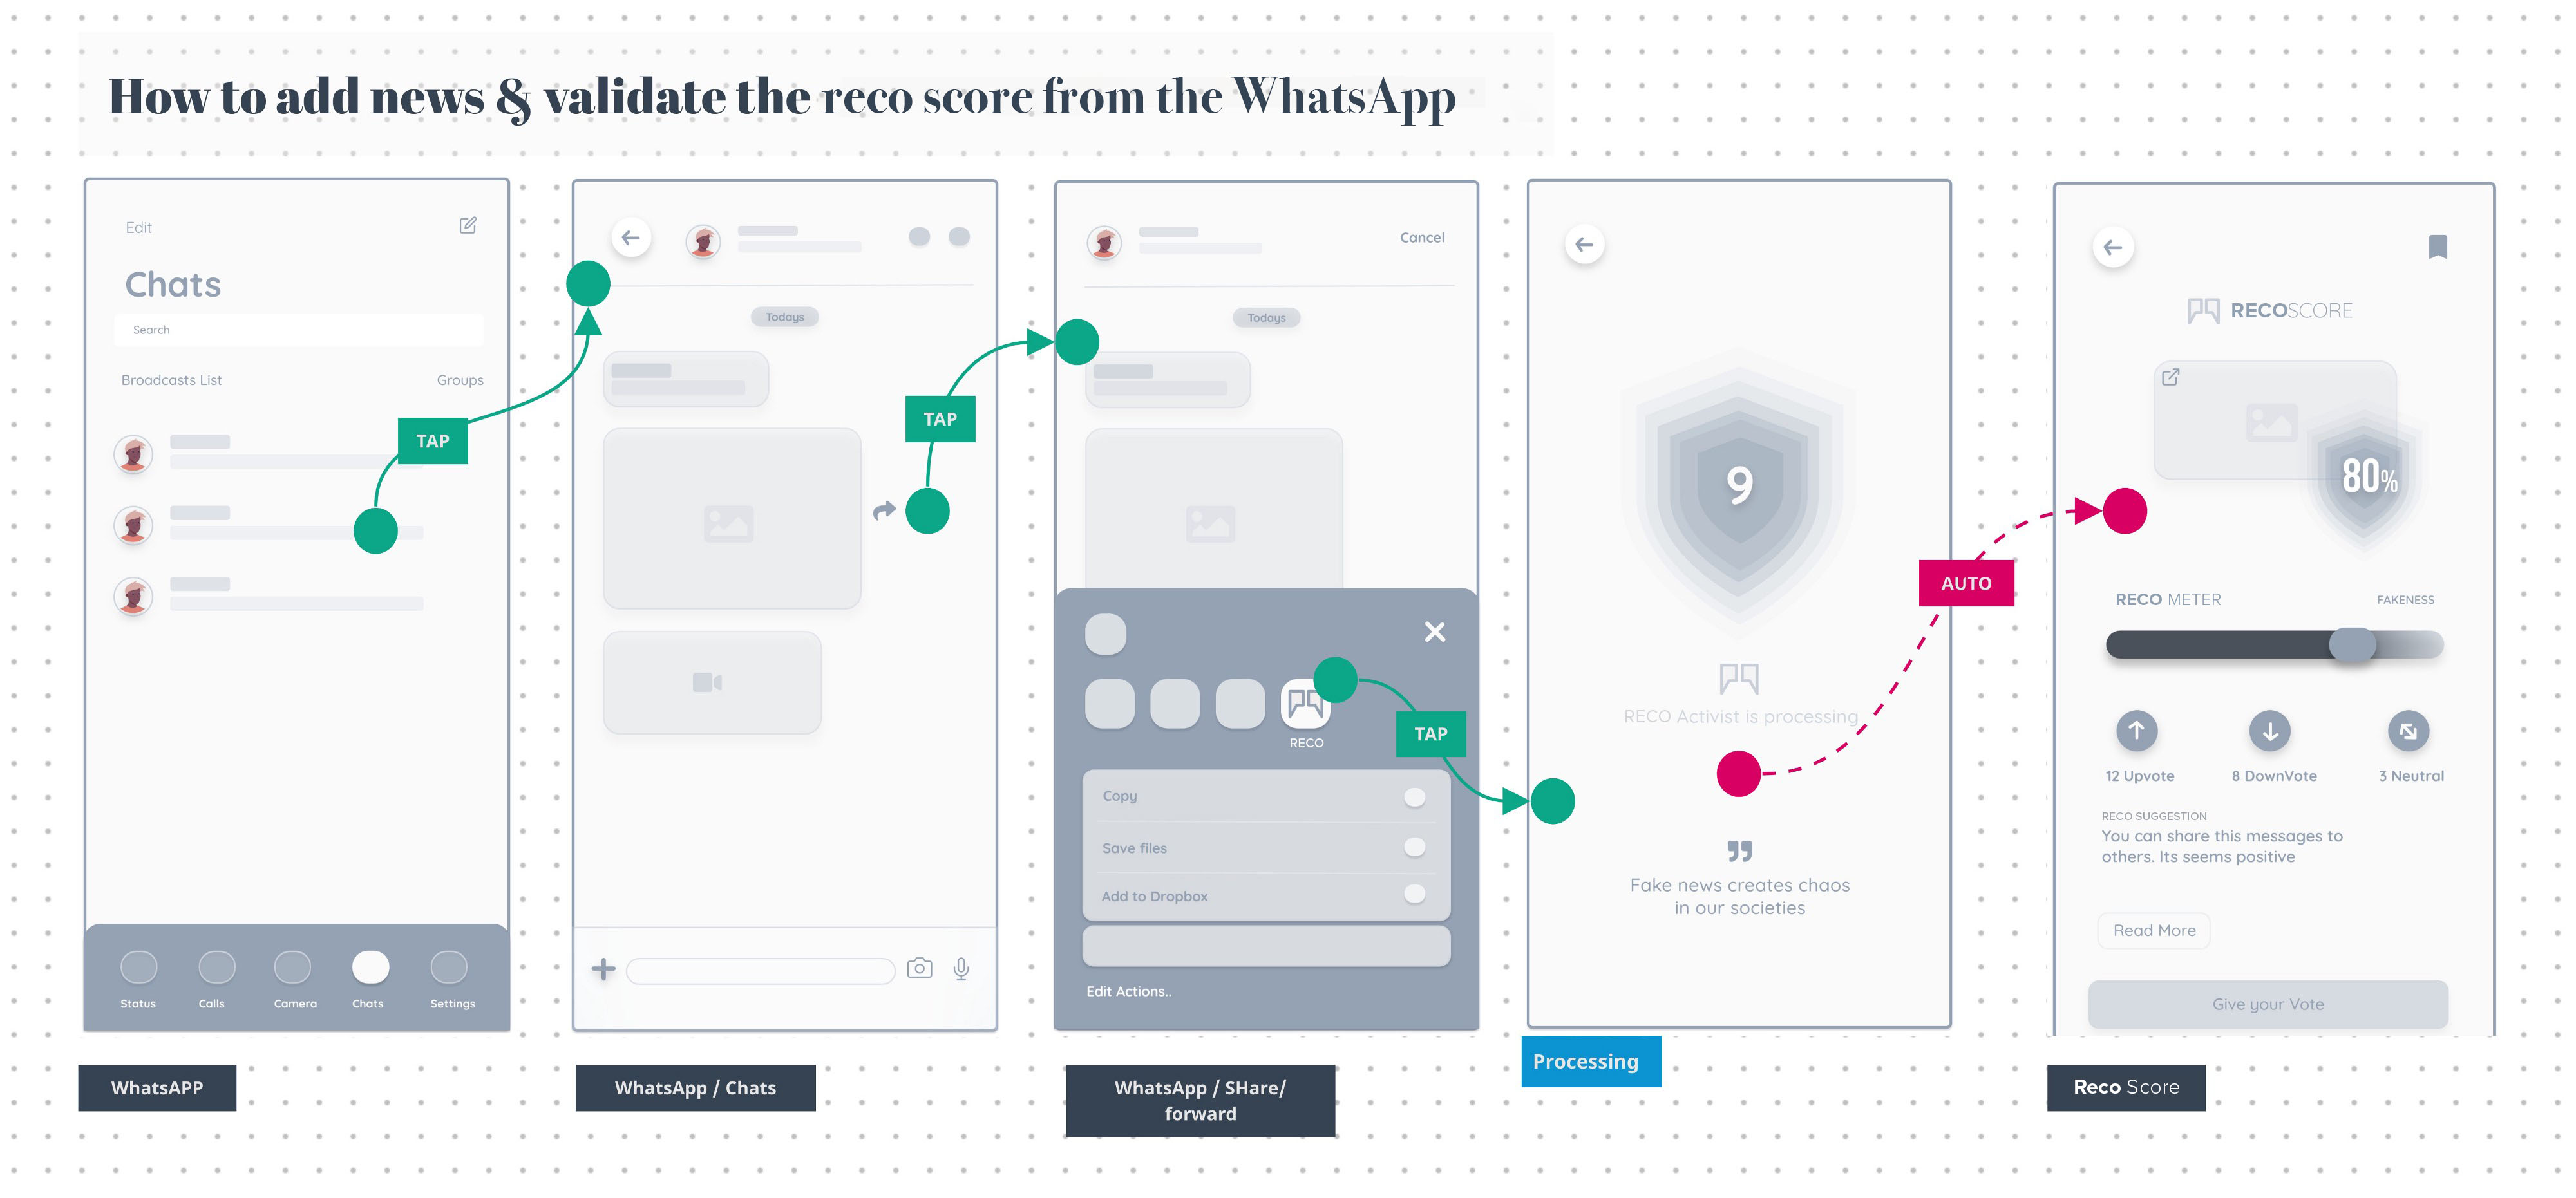 How to add news & validate the reco score from the WhatsApp
Edit
Chats
Search
Broadcasts List
Groups
TAP
Status
Calls
Camera
Chats
Settings
WhatsAPP
Todays
TAP
WhatsApp / Chats
Cancel
Todays
RECO
TAP
Copy
Save files
Add to Dropbox
Edit Actions..
WhatsApp / SHare/
forward
9
RECO Activist is processing
AUTO
Fake news creates chaos
in our societies
Processing
RECOSCORE
80%
RECO METER
FAKENESS
12 Upvote
8 DownVote
3 Neutral
RECO SUGGESTION
You can share this messages to
others. Its seems positive
Read More
Give your Vote
Reco Score